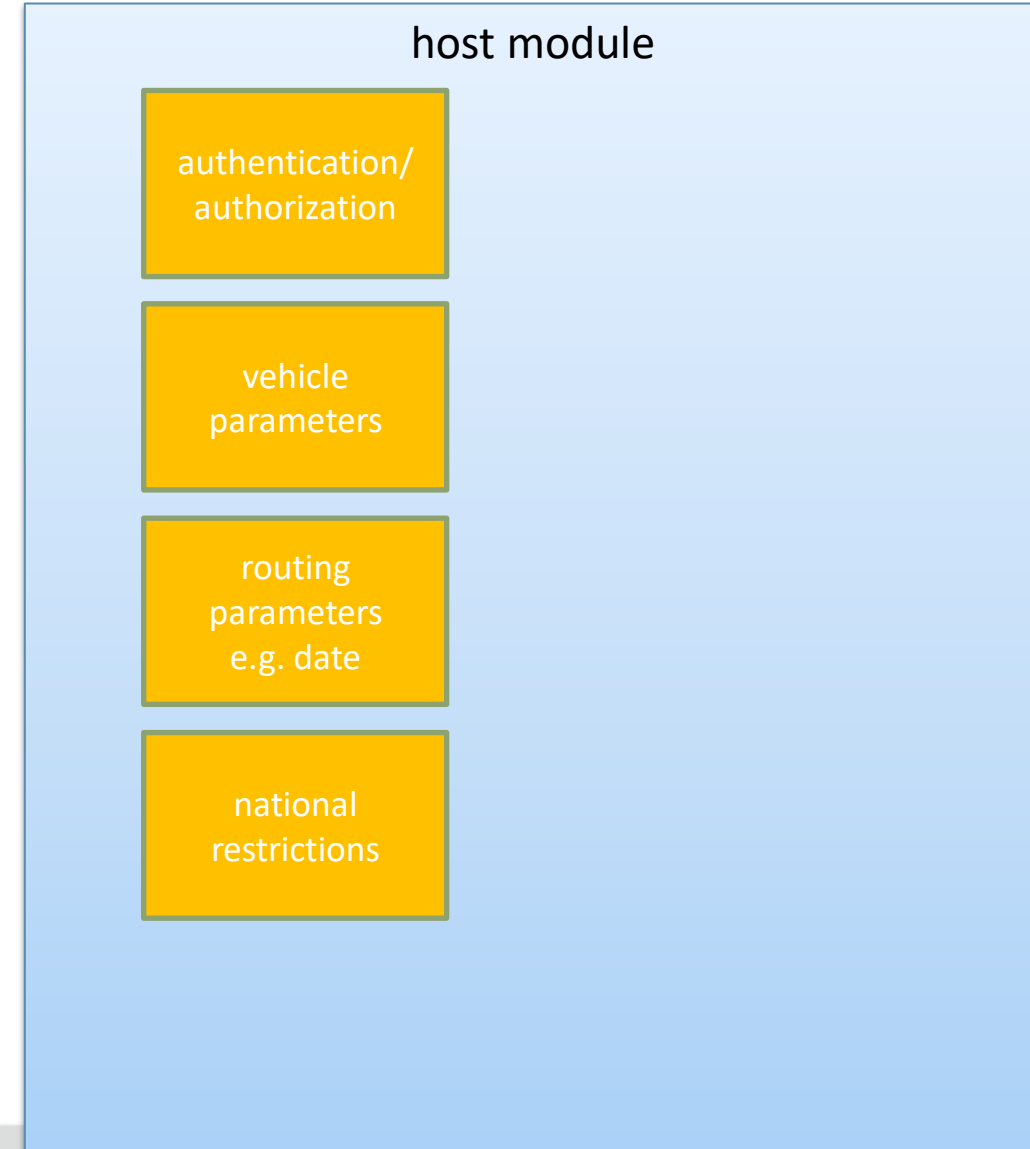 host module
authentication/
authorization
vehicle
parameters
routing
parameters
e.g. date
national
restrictions